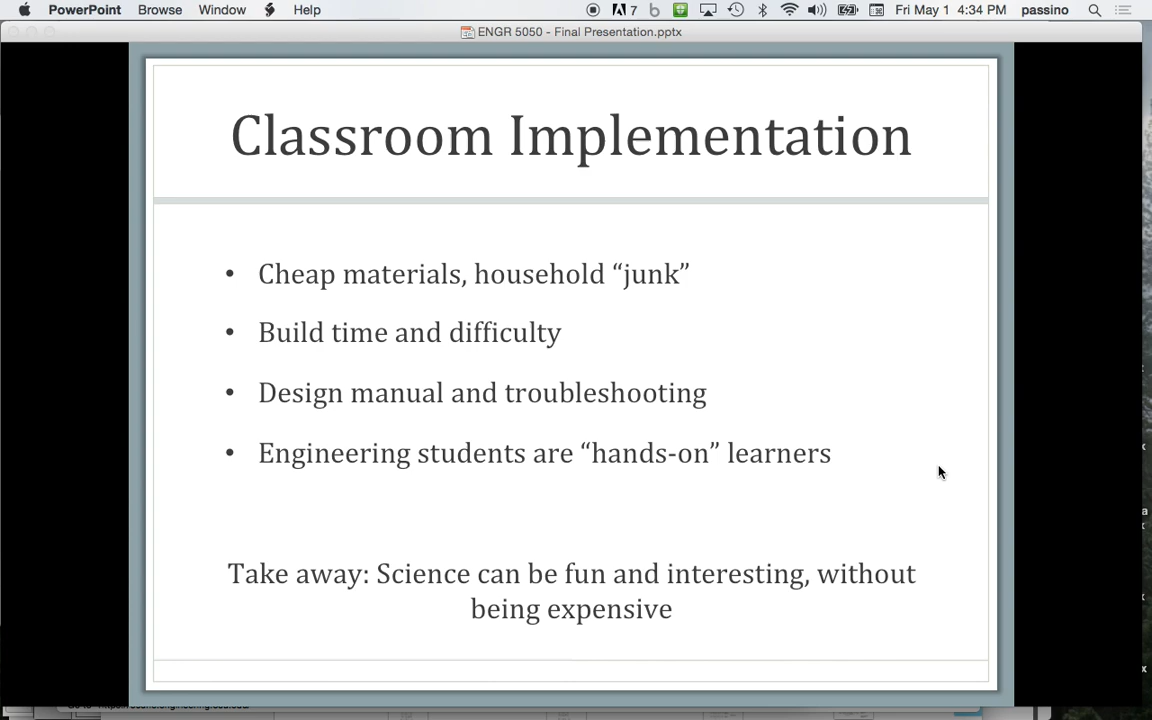 PowerPoint Browse Window Help 7 Fri May 1 4:34 PM passino
ENGR 5050 - Final Presentation.pptx
Classroom Implementation
• Cheap materials, household “junk”
• Build time and difficulty
• Design manual and troubleshooting
• Engineering students are “hands-on” learners
Take away: Science can be fun and interesting, without
being expensive